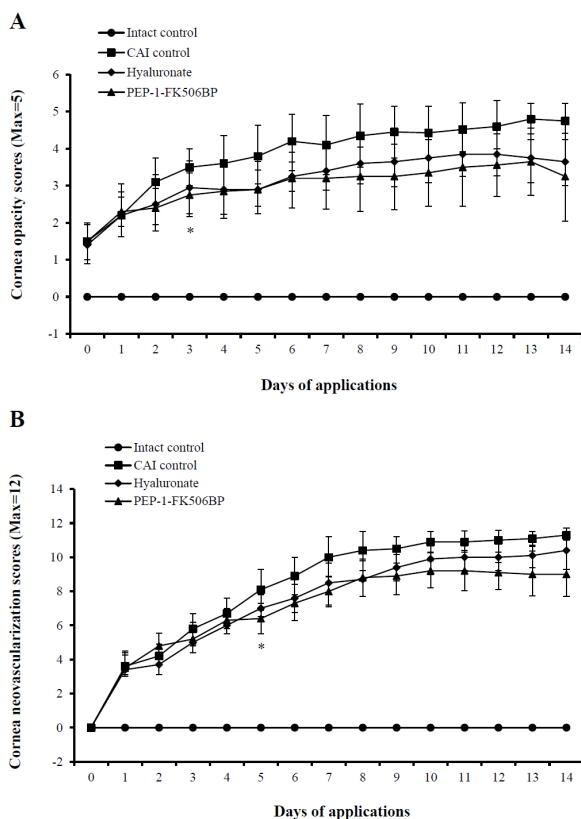 A
Intact control
CAI control
Hyaluronate
PEP-1-FK506BP
Cornea opacity scores (Max=5)
6
5
4
3
2
1
0
-1
*
0 1 2 3 4 5 6 7 8 9 10 11 12 13 14
Days of applications
B
Intact control
CAI control
Hyaluronate
PEP-1-FK506BP
Cornea neovascularization scores (Max=12)
14
12
10
8
6
4
2
0
-2
*
0 1 2 3 4 5 6 7 8 9 10 11 12 13 14
Days of applications